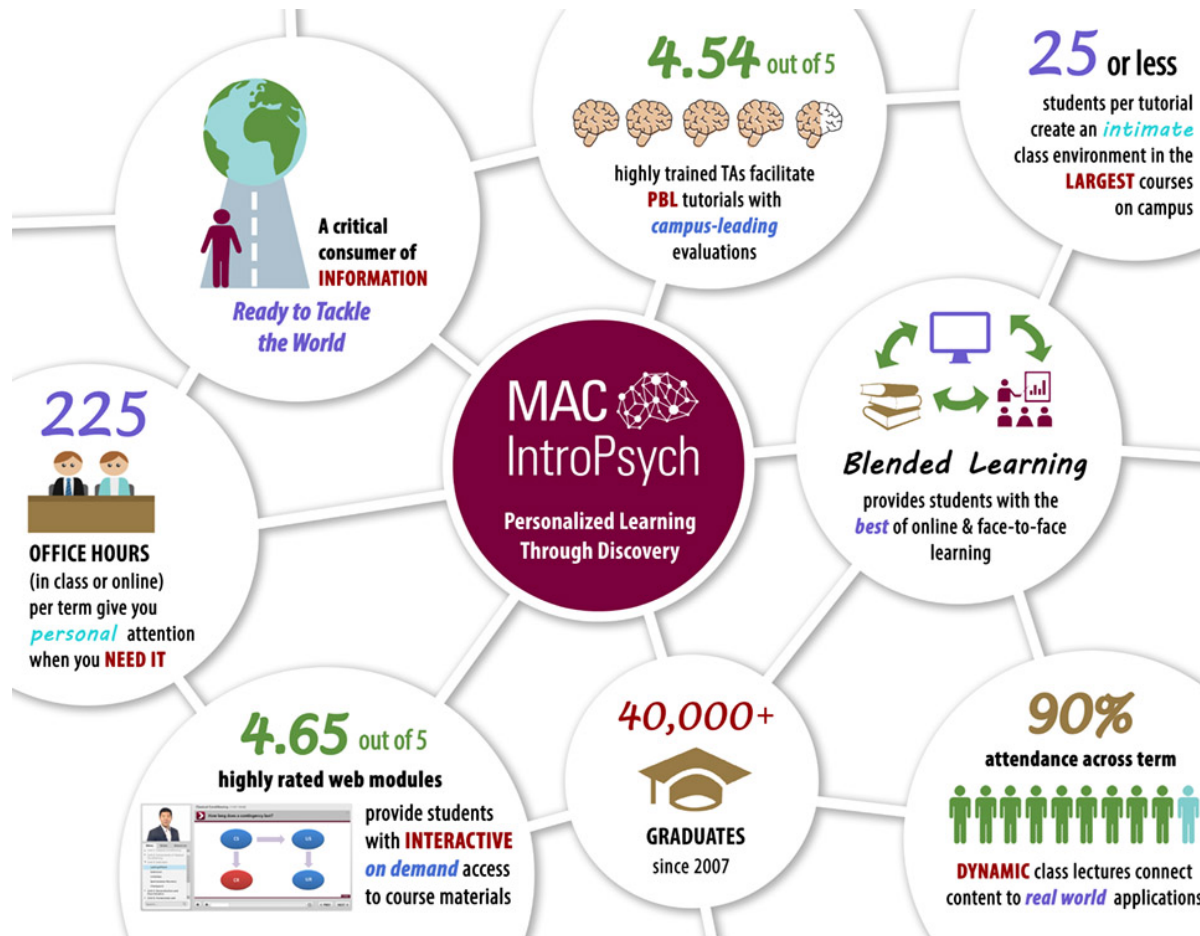 4.54 out of 5
highly trained TAs facilitate
PBL tutorials with
campus-leading
evaluations
25 or less
students per tutorial
create an intimate
class environment in the
LARGEST courses
on campus
A critical
consumer of
INFORMATION
Ready to Tackle
the World
MAC
IntroPsych
Personalized Learning
Through Discovery
Blended Learning
provides students with the
best of online & face-to-face
learning
225
OFFICE HOURS
(in class or online)
per term give you
personal attention
when you NEED IT
4.65 out of 5
highly rated web modules
How long does a contingency last?
provide students
with INTERACTIVE
on demand access
to course materials
40,000+
GRADUATES
since 2007
90%
attendance across term
DYNAMIC class lectures connect
content to real world applications